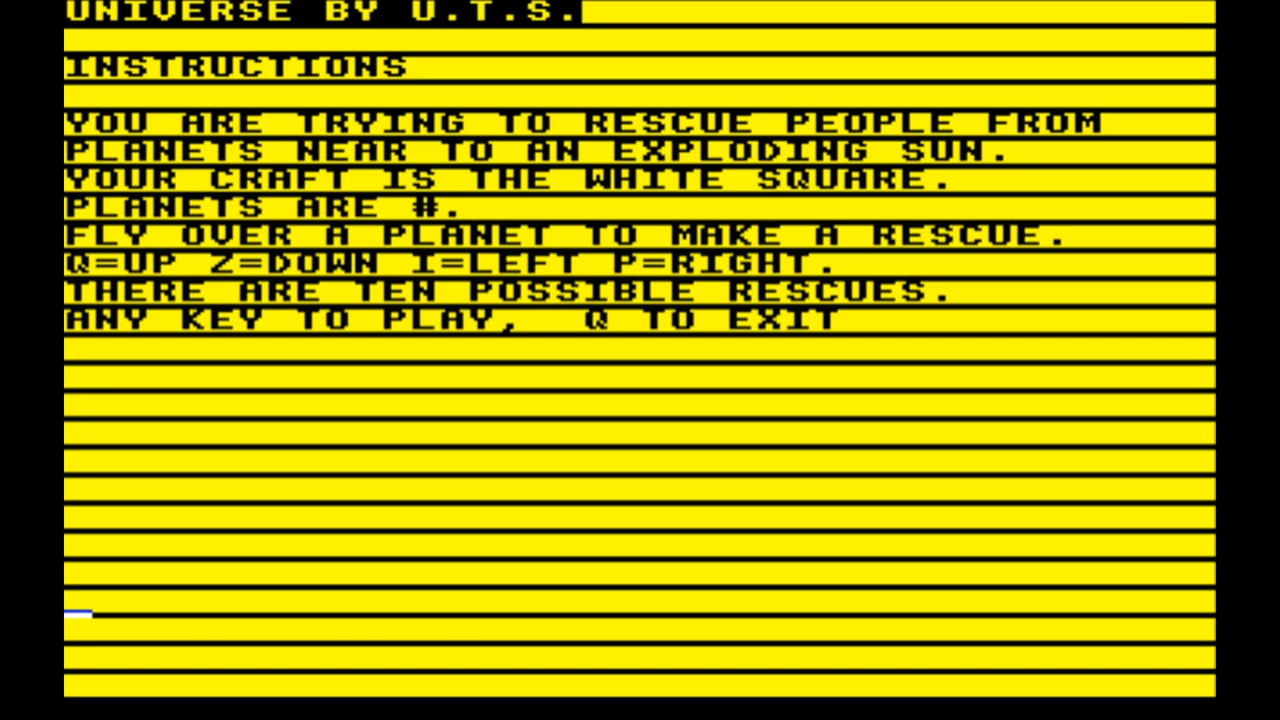 UNIVERSE BY U.T.S.
INSTRUCTIONS
YOU ARE TRYING TO RESCUE PEOPLE FROM
PLANETS NEAR TO AN EXPLODING SUN.
YOUR CRAFT IS THE WHITE SQUARE.
PLANETS ARE #.
FLY OVER A PLANET TO MAKE A RESCUE.
Q=UP Z=DOWN I=LEFT P=RIGHT.
THERE ARE TEN POSSIBLE RESCUES.
ANY KEY TO PLAY,  Q TO EXIT